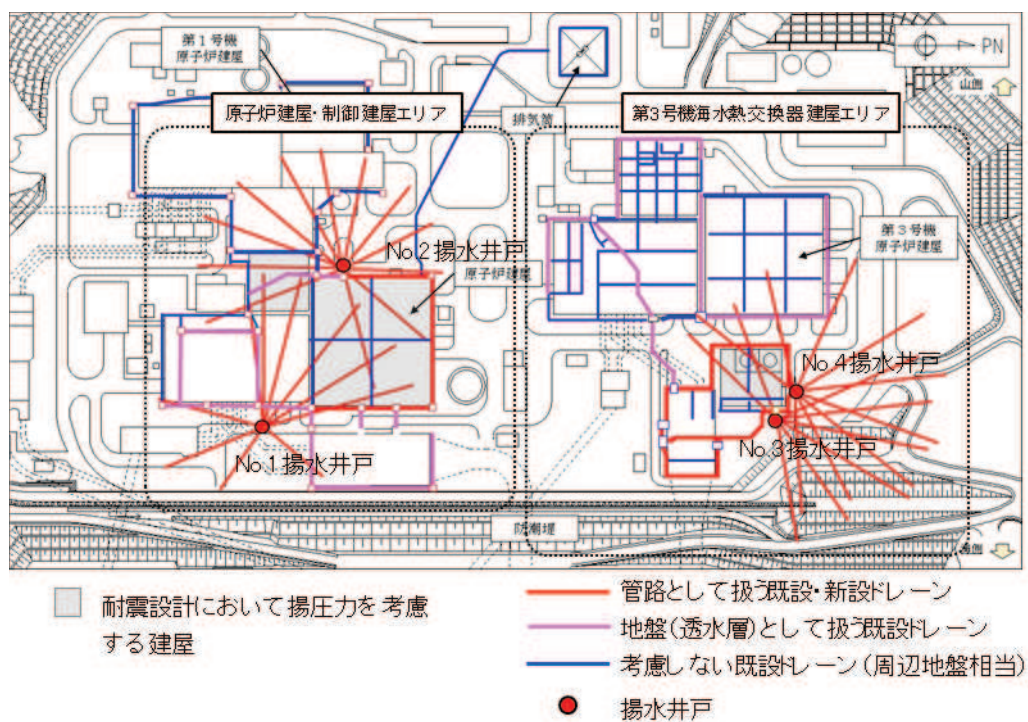 第1号機
原子炉建屋
PN
山側
原子炉建屋・制御建屋エリア
排気筒
第3号機海水熱交換器建屋エリア
No.2揚水井戸
原子炉建屋
第3号機
原子炉建屋
No.4揚水井戸
No.1揚水井戸
No.3揚水井戸
防潮堤
海側
耐震設計において揚圧力を考慮
する建屋
管路として扱う既設・新設ドレーン
地盤(透水層)として扱う既設ドレーン
考慮しない既設ドレーン(周辺地盤相当)
揚水井戸